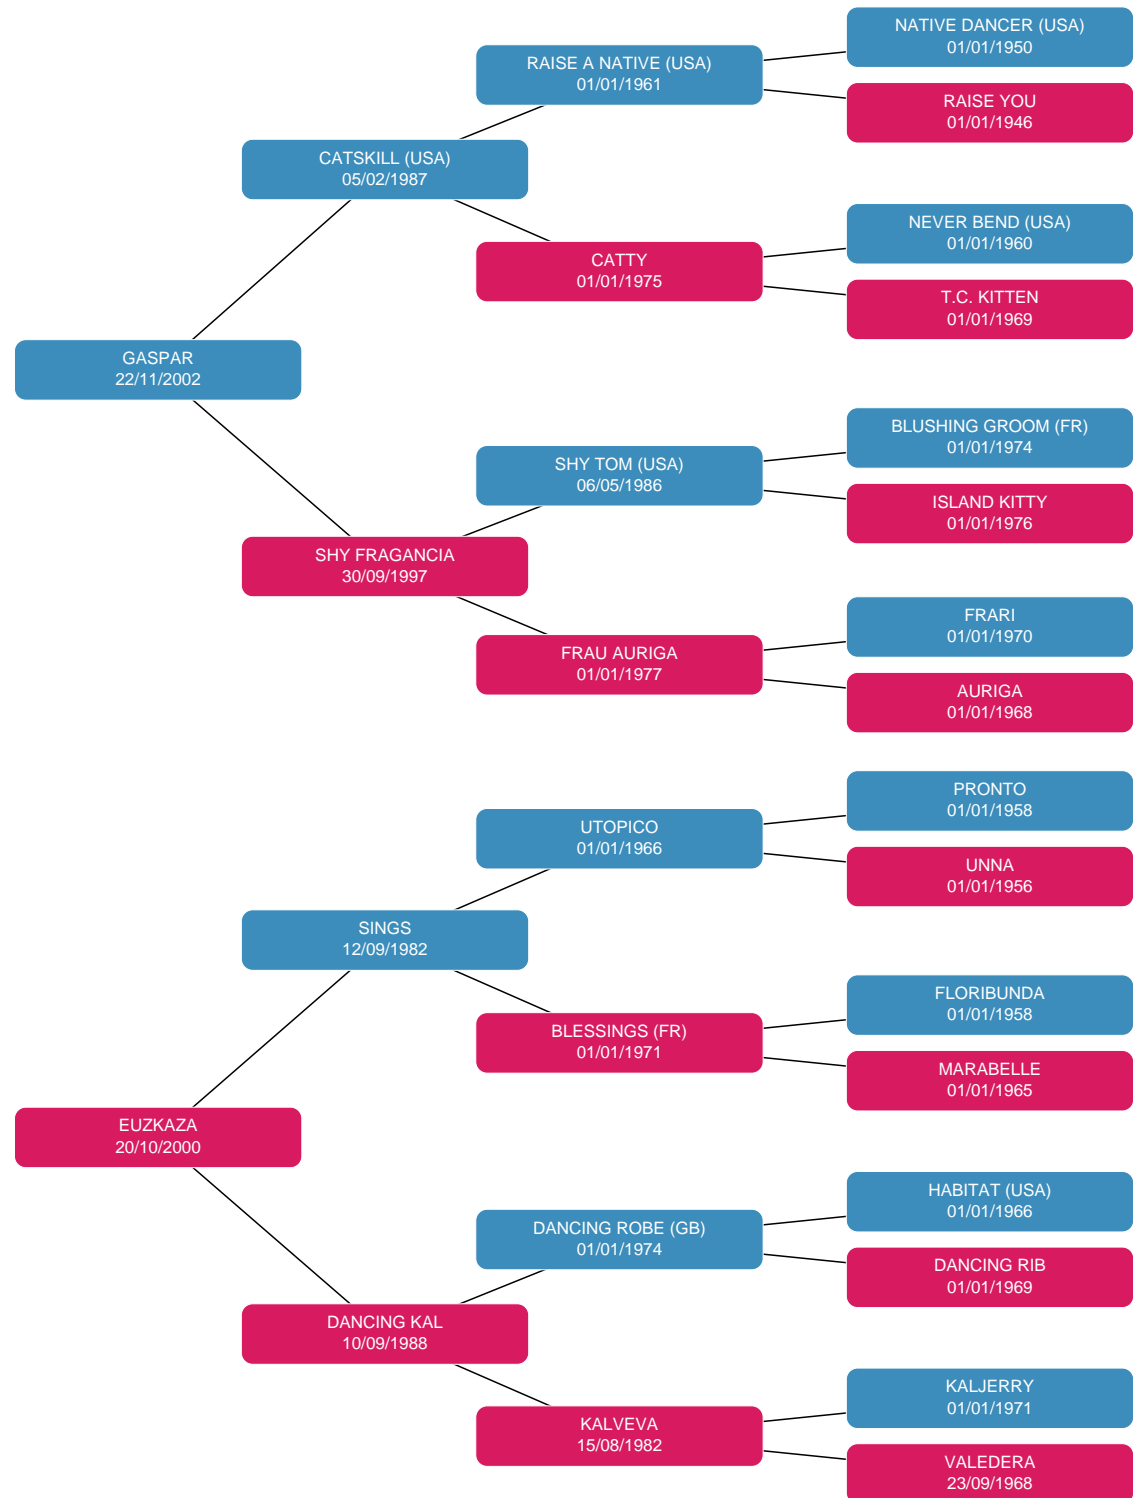 NATIVE DANCER (USA)
01/01/1950
RAISE A NATIVE (USA)
01/01/1961
RAISE YOU
01/01/1946
CATSKILL (USA)
05/02/1987
NEVER BEND (USA)
01/01/1960
CATTY
01/01/1975
T.C. KITTEN
01/01/1969
GASPAR
22/11/2002
BLUSHING GROOM (FR)
01/01/1974
SHY TOM (USA)
06/05/1986
ISLAND KITTY
01/01/1976
SHY FRAGANCIA
30/09/1997
FRARI
01/01/1970
FRAU AURIGA
01/01/1977
AURIGA
01/01/1968
PRONTO
01/01/1958
UTOPICO
01/01/1966
UNNA
01/01/1956
SINGS
12/09/1982
FLORIBUNDA
01/01/1958
BLESSINGS (FR)
01/01/1971
MARABELLE
01/01/1965
EUZKAZA
20/10/2000
HABITAT (USA)
01/01/1966
DANCING ROBE (GB)
01/01/1974
DANCING RIB
01/01/1969
DANCING KAL
10/09/1988
KALJERRY
01/01/1971
KALVEVA
15/08/1982
VALEDERA
23/09/1968